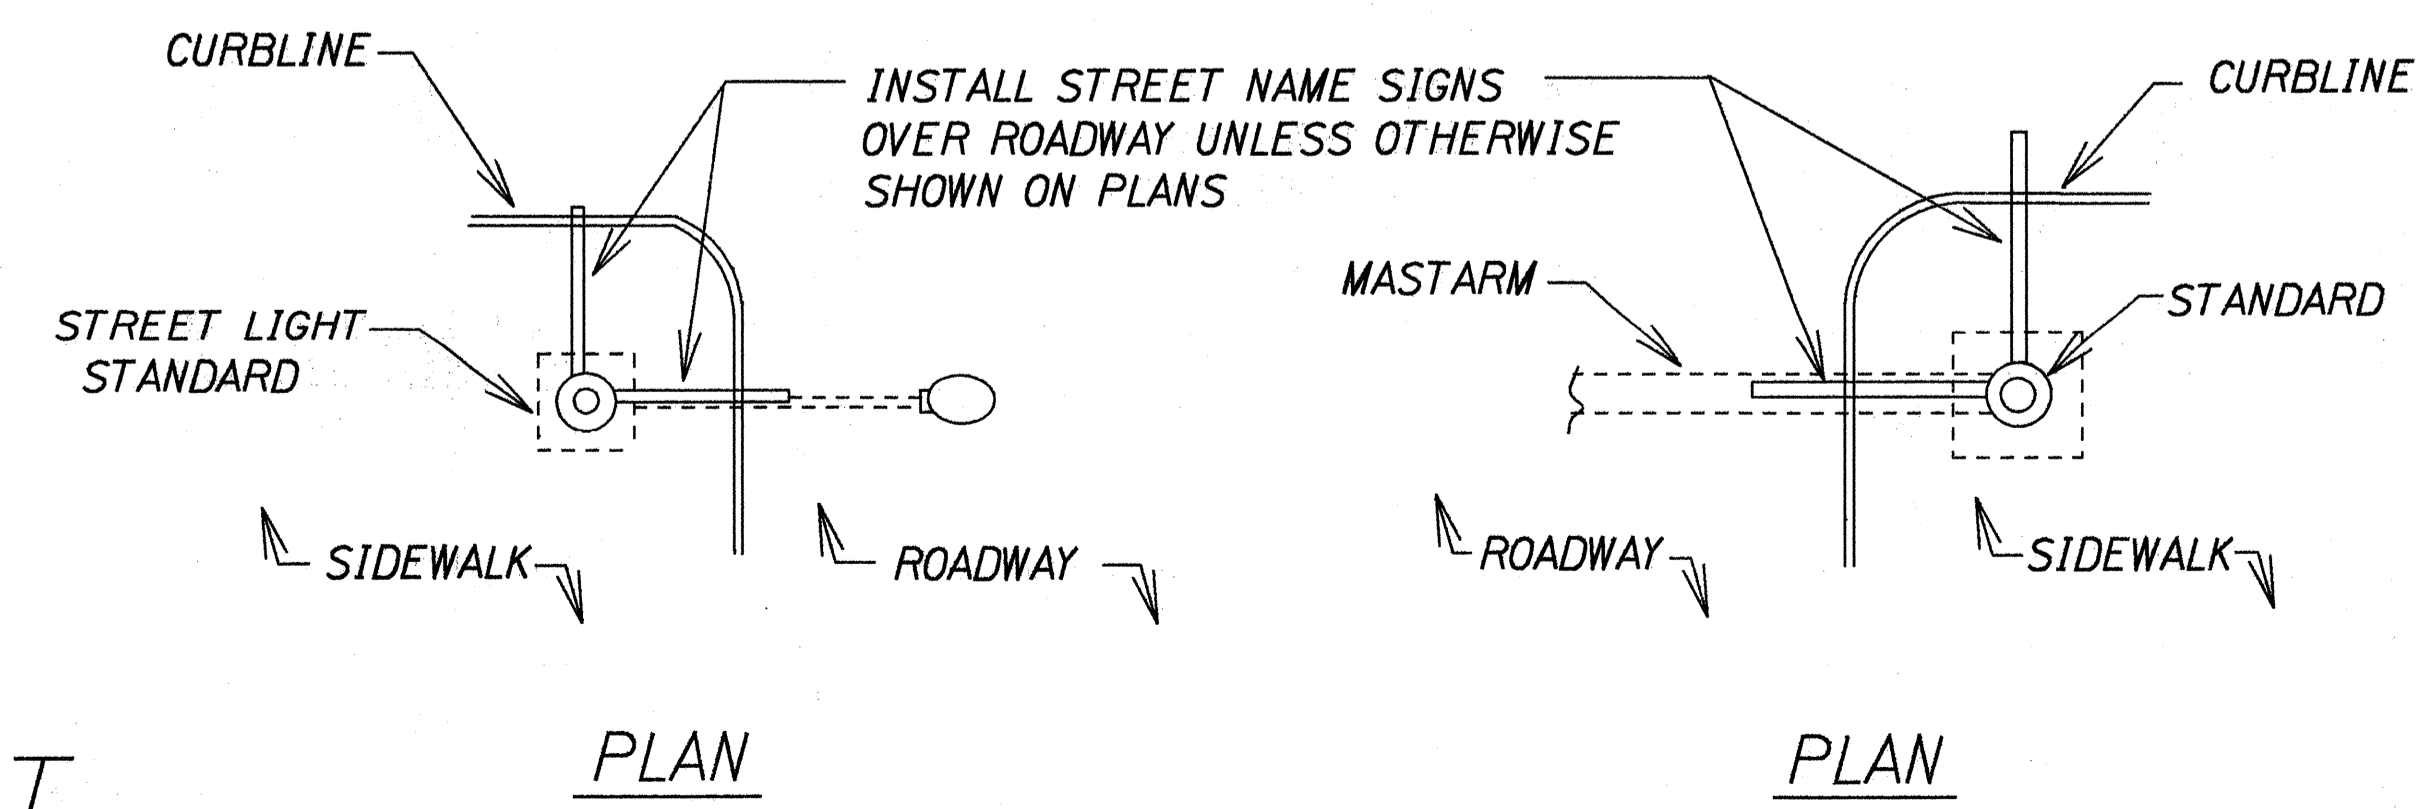 CURBLINE
INSTALL STREET NAME SIGNS
OVER ROADWAY UNLESS OTHERWISE
SHOWN ON PLANS
CURBLINE
MASTARM
STREET LIGHT
STANDARD
STANDARD
SIDEWALK
ROADWAY
ROADWAY
SIDEWALK
PLAN
PLAN